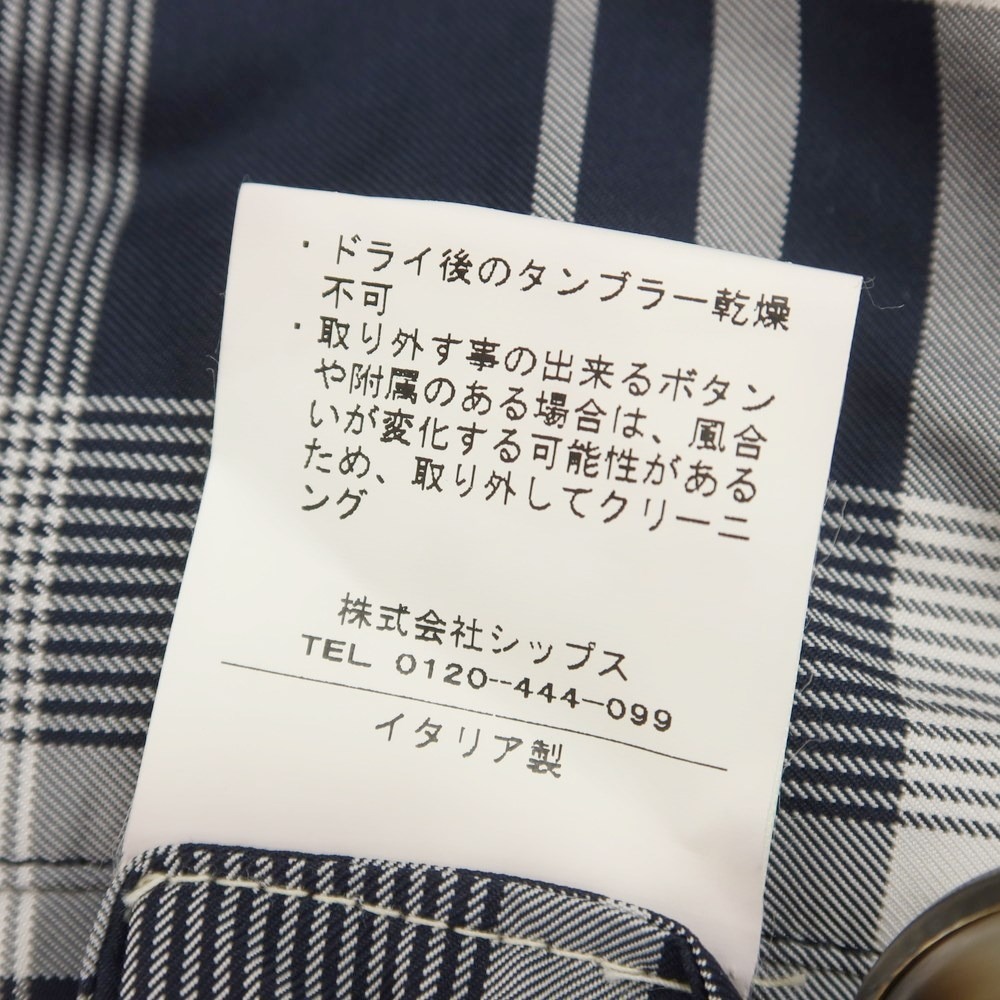 ・ドライ後のタンブラー乾燥
不可
・取り外す事の出来るボタン
や附属のある場合は、風合
いが変化する可能性がある
ため、取り外してクリーニ
ング
株式会社シップス
TEL 0120-444-099
イタリア製